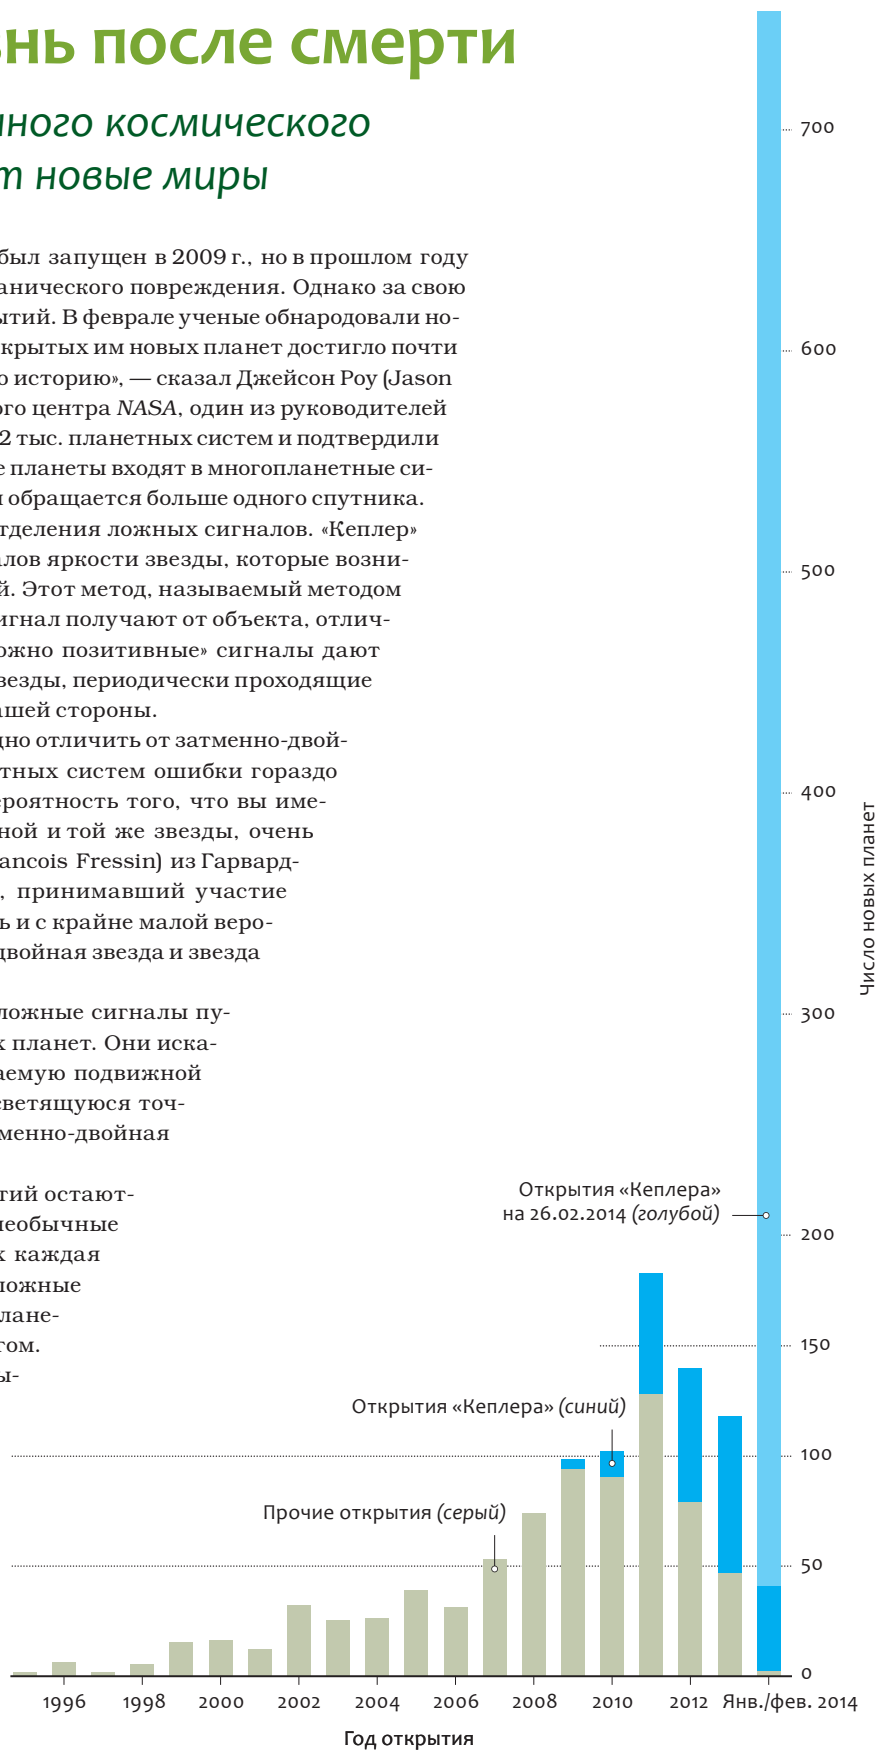 нь после смерти
ного космического
т новые миры
был запущен в 2009 г., но в прошлом году
анического повреждения. Однако за свою
ытий. В феврале ученые обнародовали но-
крытых им новых планет достигло почти
ю историю», — сказал Джейсон Роу (Jason
ого центра NASA, один из руководителей
2 тыс. планетных систем и подтвердили
е планеты входят в многопланетные си-
и обращается больше одного спутника.
тделения ложных сигналов. «Кеплер»
алов яркости звезды, которые возни-
й. Этот метод, называемый методом
игнал получают от объекта, отлич-
ожно позитивные» сигналы дают
везды, периодически проходящие
ашей стороны.
дно отличить от затменно-двой-
тных систем ошибки гораздо
ероятность того, что вы име-
ной и той же звезды, очень
ancois Fressin) из Гарвард-
, принимавший участие
ь и с крайне малой веро-
двойная звезда и звезда
ложные сигналы пу-
х планет. Они иска-
аемую подвижной
светящуюся точ-
менно-двойная
тий остают-
необычные
х каждая
ложные
лане-
том.
ы-
700
600
500
400
300
200
150
100
50
0
Число новых планет
Открытия «Кеплера»
на 26.02.2014 (голубой)
Открытия «Кеплера» (синий)
Прочие открытия (серый)
1996 1998 2000 2002 2004 2006 2008 2010 2012 Янв./фев. 2014
Год открытия